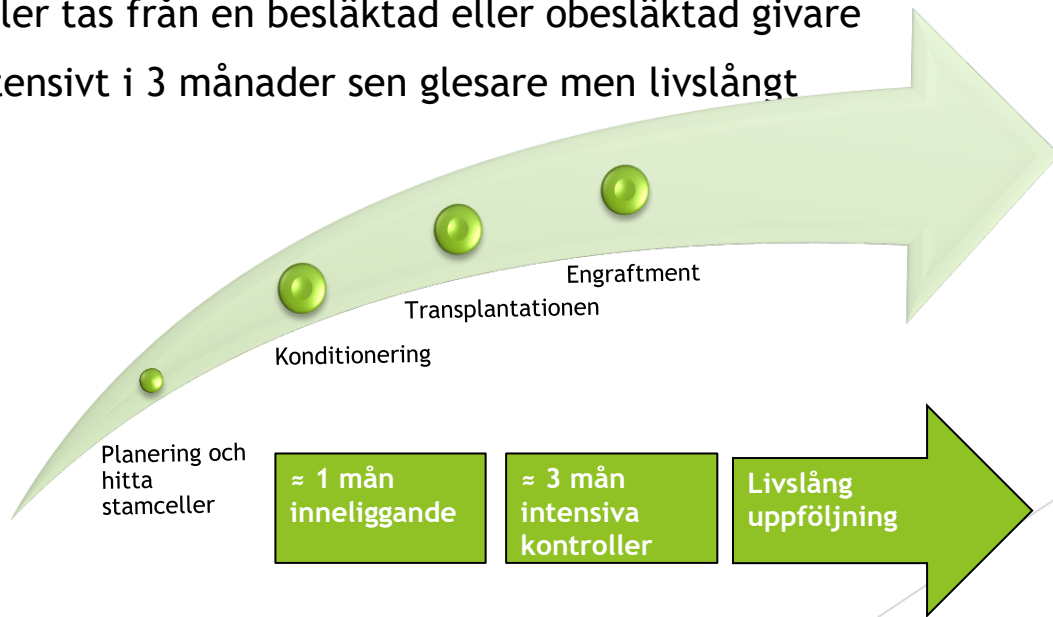 ler tas från en besläktad eller obesläktad givare
tensivt i 3 månader sen glesare men livslångt
Engraftment
Transplantationen
Konditionering
Planering och
hitta
stamceller
≈ 1 mån
inneliggande
≈ 3 mån
intensiva
kontroller
Livslång
uppföljning